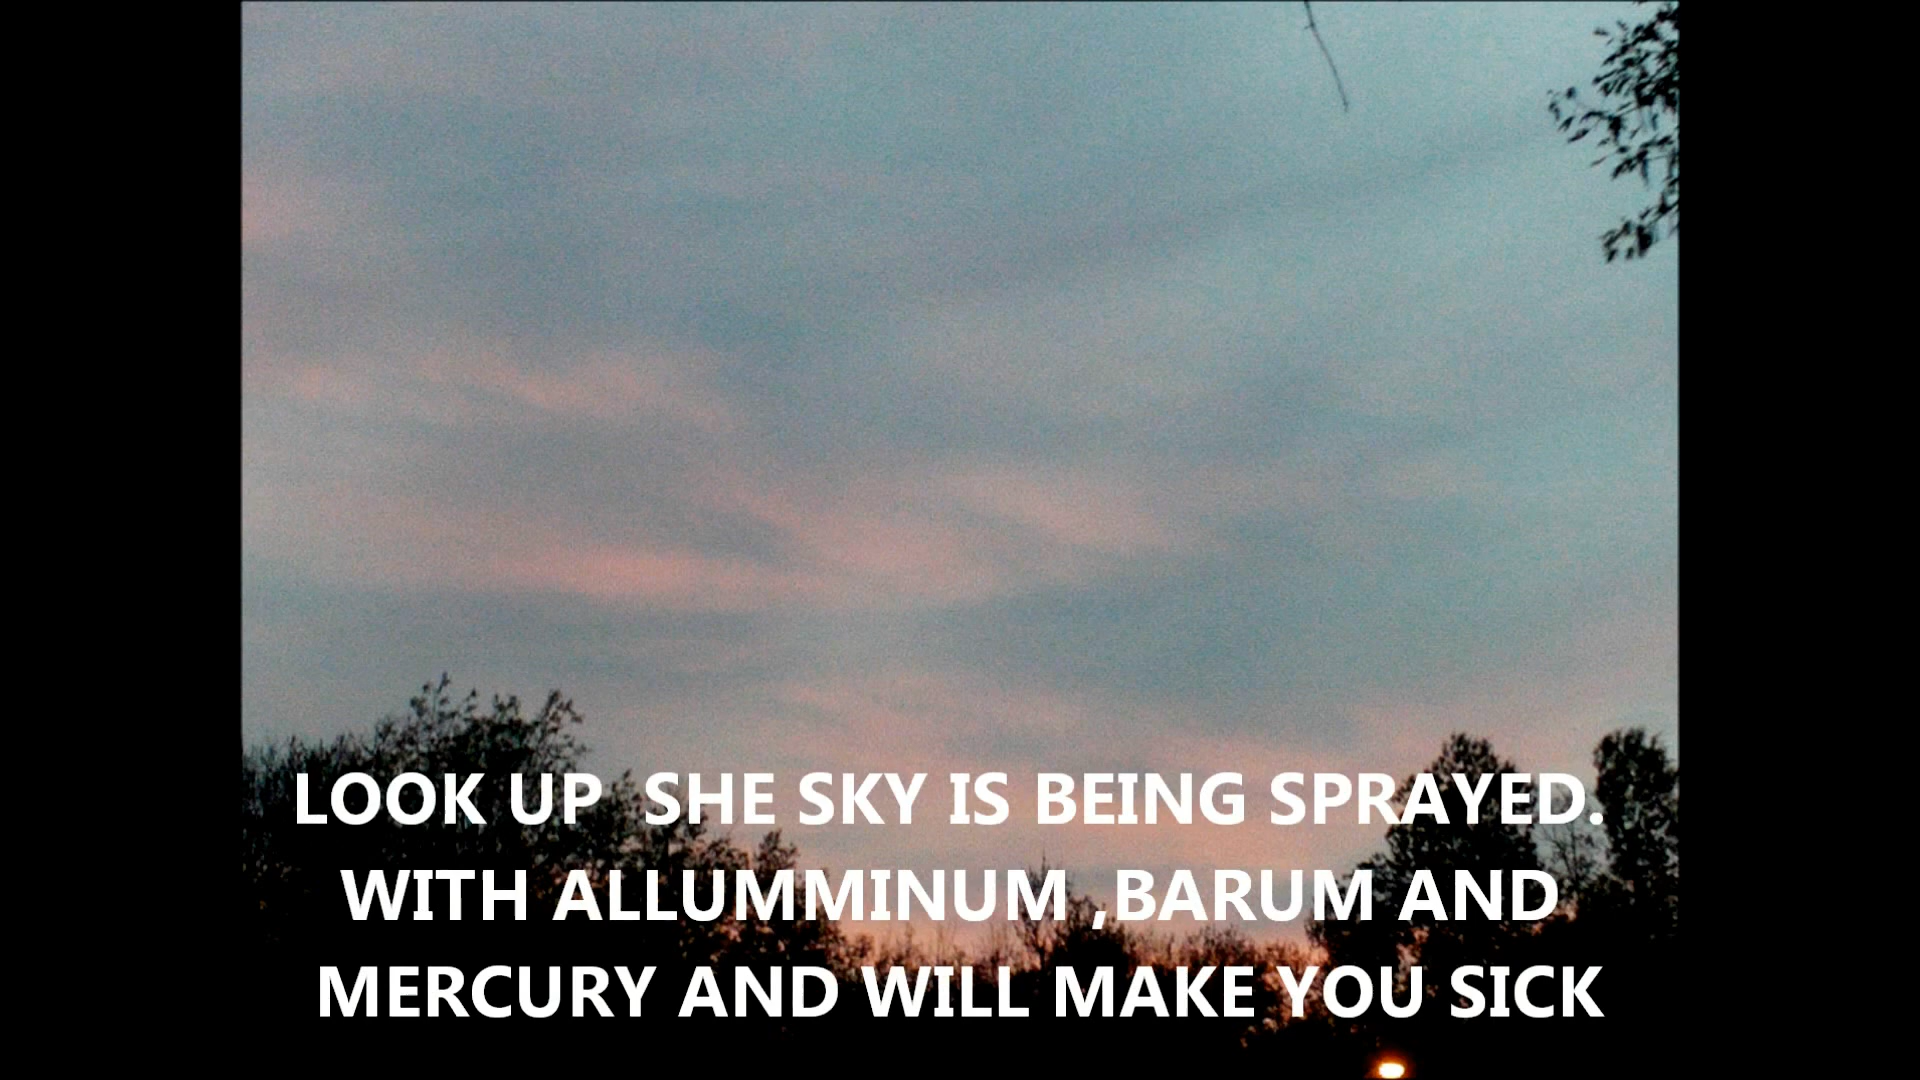 LOOK UP  SHE SKY IS BEING SPRAYED.
WITH ALLUMMINUM ,BARUM AND
MERCURY AND WILL MAKE YOU SICK